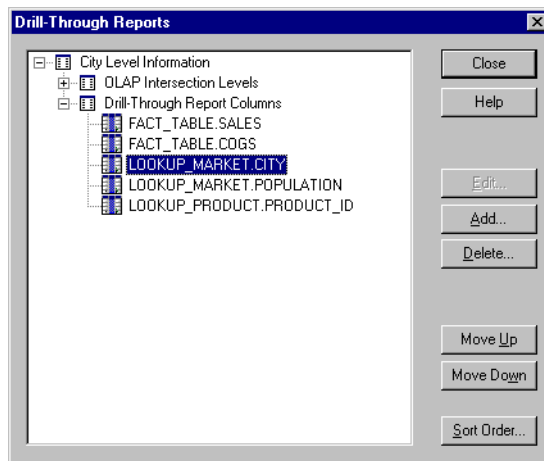 Drill-Through Reports
City Level Information
OLAP Intersection Levels
Drill-Through Report Columns
FACT_TABLE.SALES
FACT_TABLE.COGS
LOOKUP_MARKET.CITY
LOOKUP_MARKET.POPULATION
LOOKUP_PRODUCT.PRODUCT_ID
Close
Help
Edit...
Add...
Delete...
Move Up
Move Down
Sort Order...